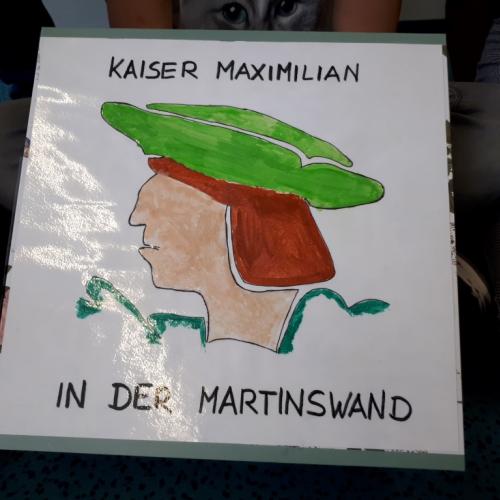 KAISER MAXIMILIAN
IN DER MARTINSWAND